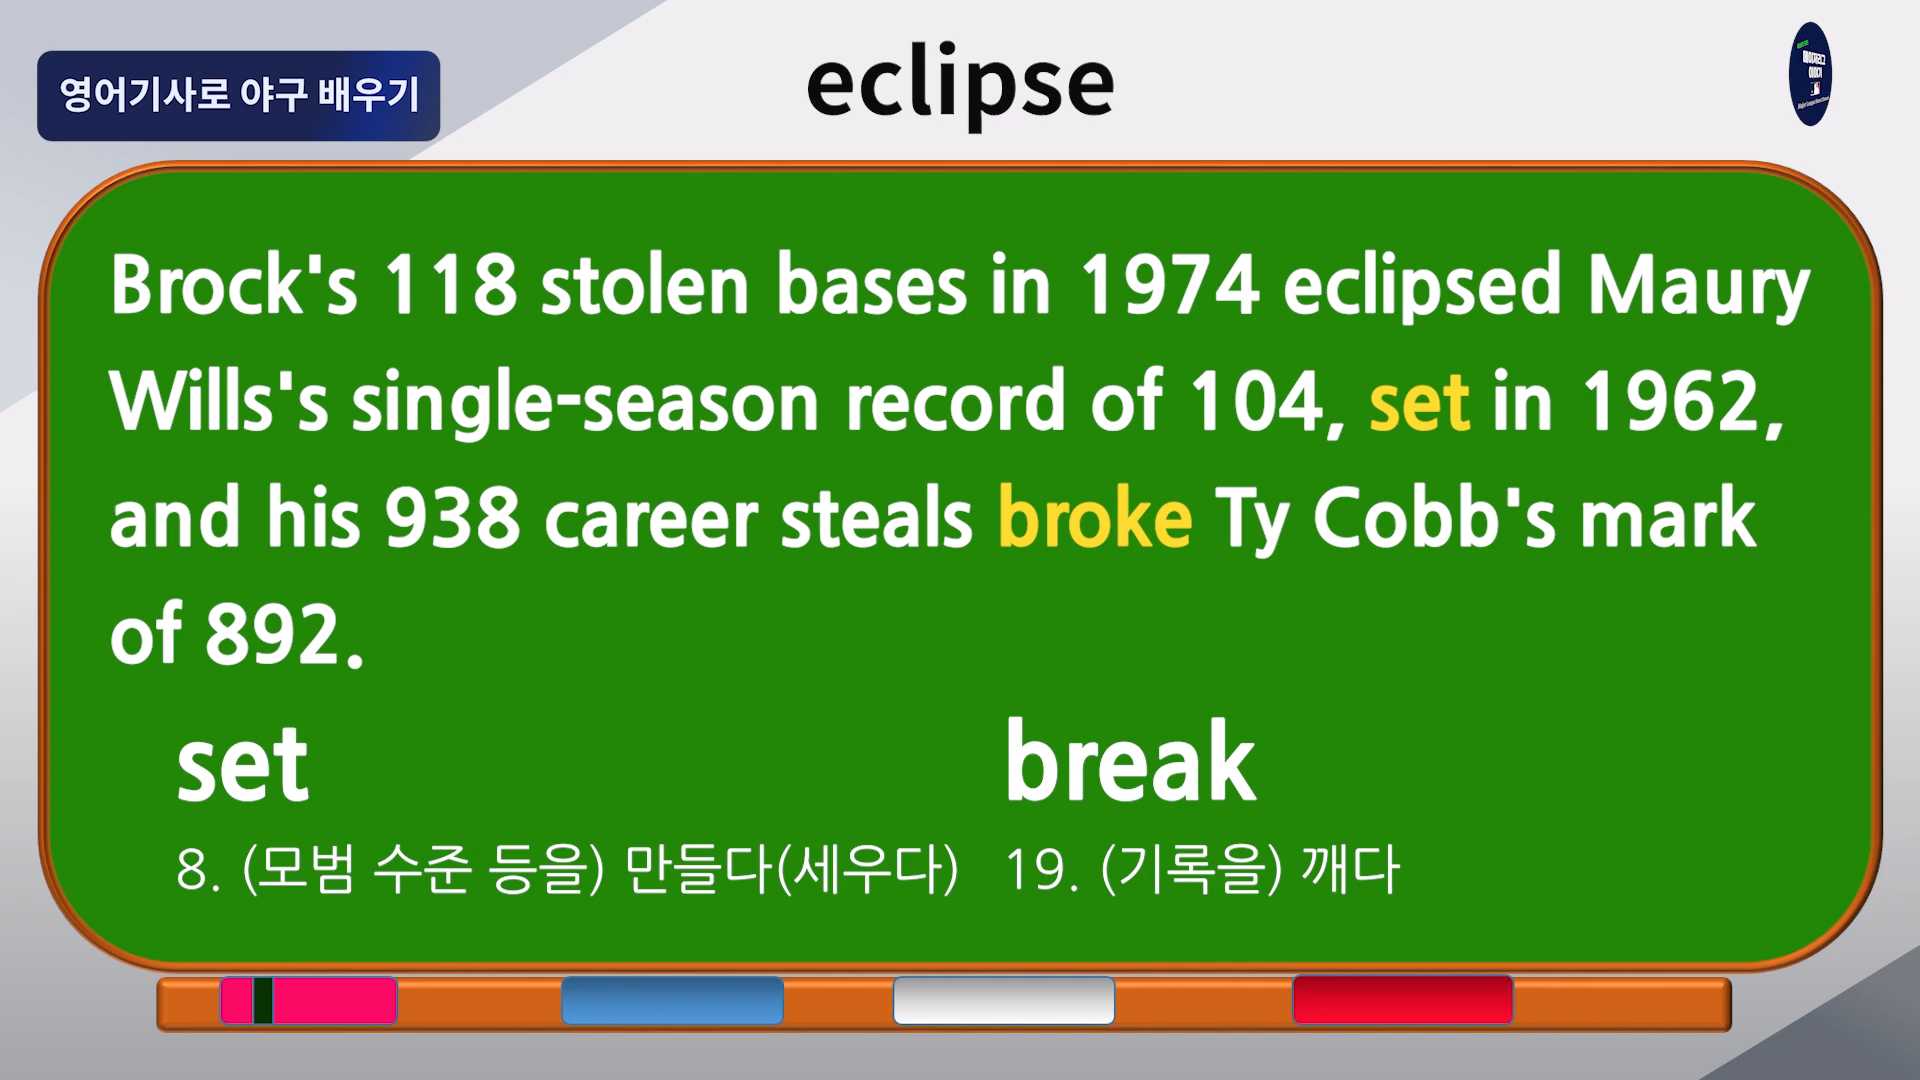 영어기사로 야구 배우기
eclipse
Brock's 118 stolen bases in 1974 eclipsed Maury
Wills's single-season record of 104, set in 1962,
and his 938 career steals broke Ty Cobb's mark
of 892.
set
break
8. (모범 수준 등을) 만들다(세우다)
19. (기록을) 깨다